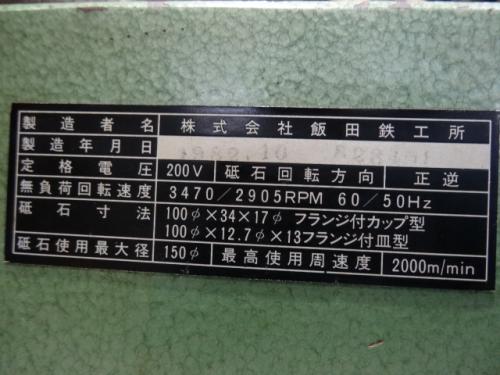 製造者名 株式会社飯田鉄工所
製造年月日 1982.10
定格電圧 200V 砥石回転方向 正逆
無負荷回転速度 3470/2905RPM 60/50Hz
砥石寸法 100φ×34×17φ フランジ付カップ型
100φ×12.7φ×13フランジ付皿型
砥石使用最大径 150φ 最高使用周速度 2000m/min